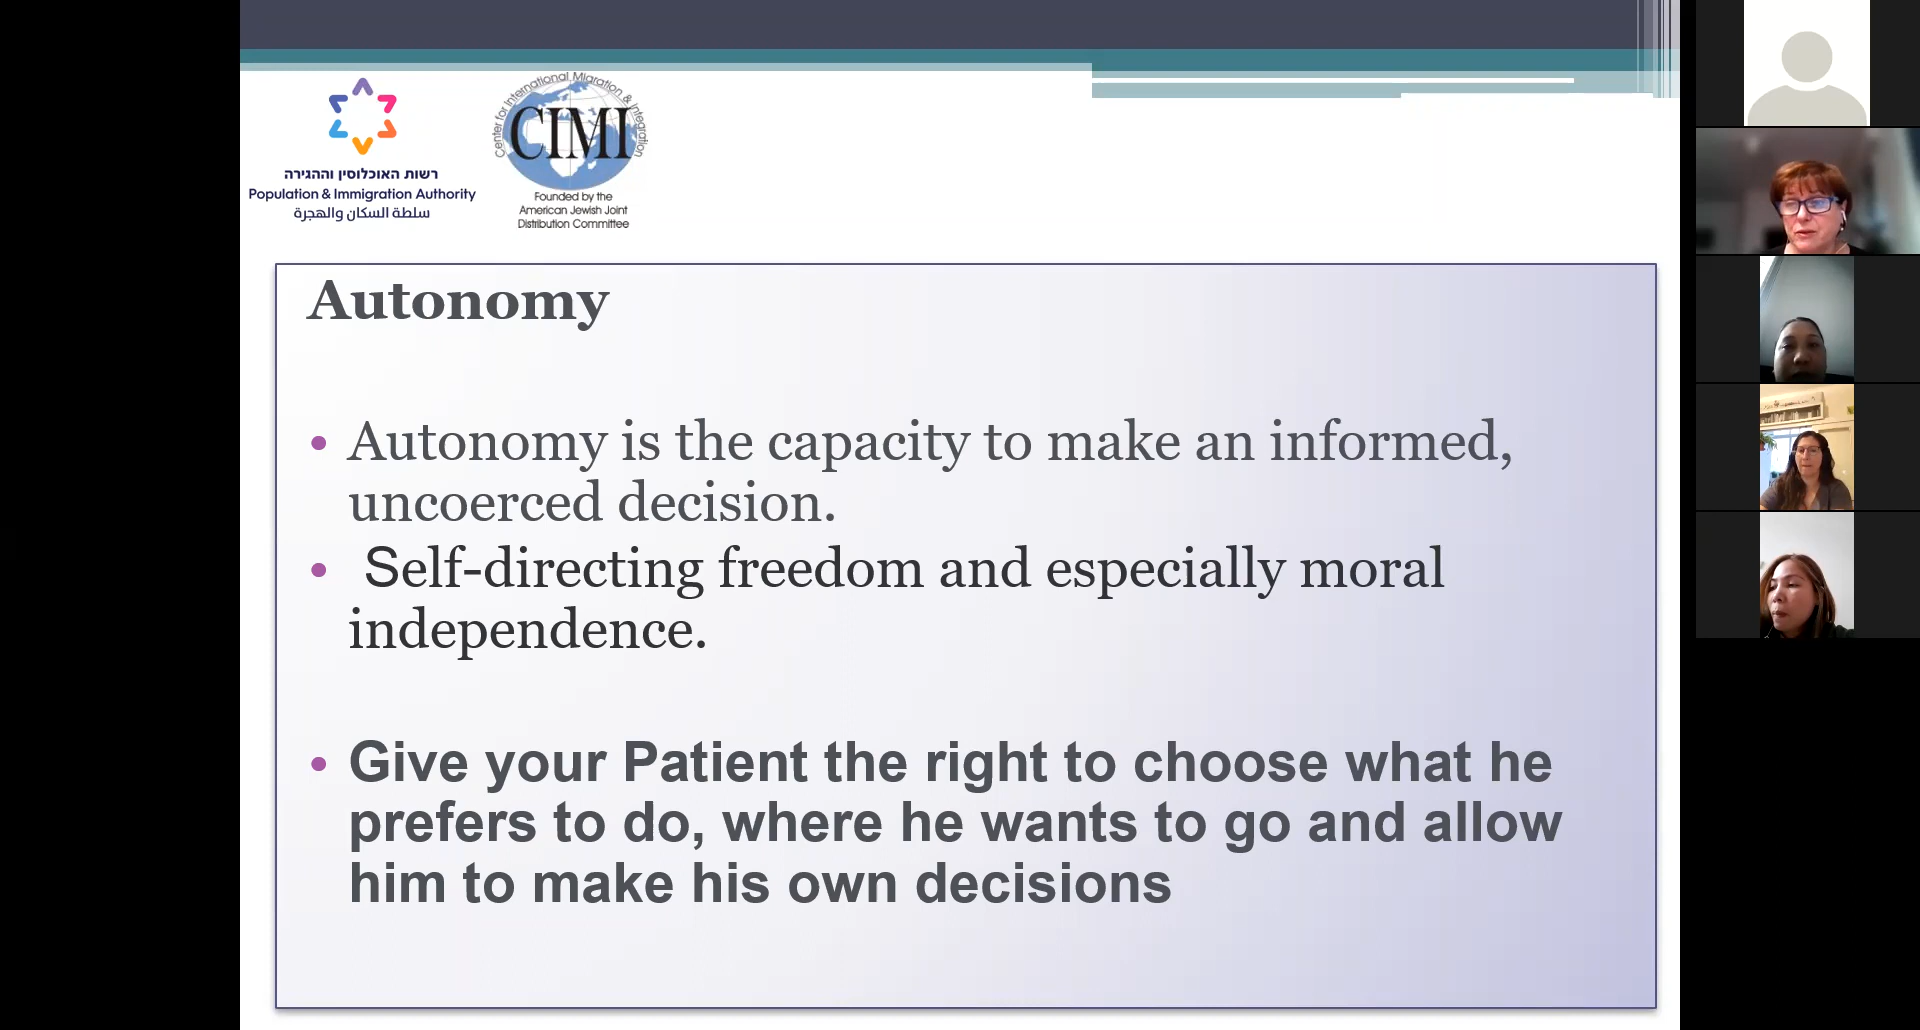 רשות האוכלוסין וההגירה
Population & Immigration Authority
سلطة السكان والهجرة
Center for International Migration & Integration
CIMI
Founded by the
American Jewish Joint
Distribution Committee
Autonomy
• Autonomy is the capacity to make an informed,
uncoerced decision.
• Self-directing freedom and especially moral
independence.
• Give your Patient the right to choose what he
prefers to do, where he wants to go and allow
him to make his own decisions